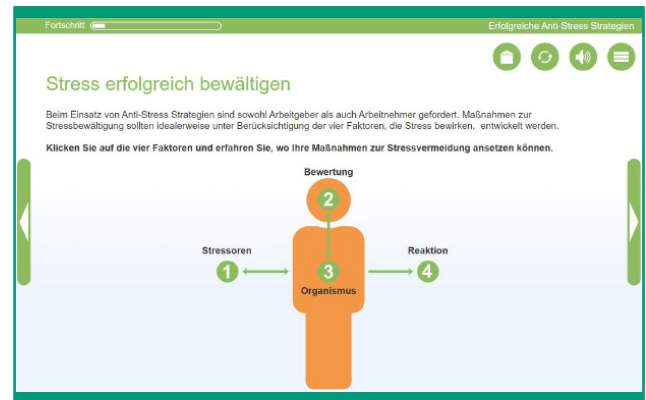 Fortschritt
Erfolgreiche Anti-Stress Strategien
Stress erfolgreich bewältigen
Beim Einsatz von Anti-Stress Strategien sind sowohl Arbeitgeber als auch Arbeitnehmer gefordert. Maßnahmen zur
Stressbewältigung sollten idealerweise unter Berücksichtigung der vier Faktoren, die Stress bewirken, entwickelt werden.
Klicken Sie auf die vier Faktoren und erfahren Sie, wo Ihre Maßnahmen zur Stressvermeidung ansetzen können.
Bewertung
2
Stressoren
Reaktion
1
3
4
Organismus